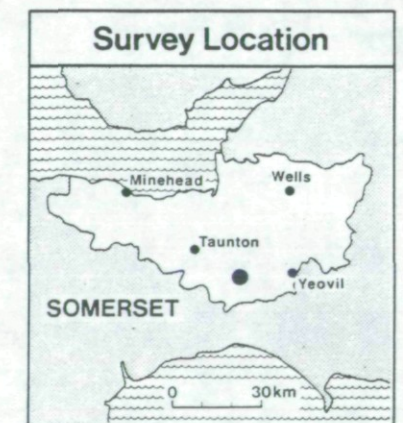 Survey Location
Minehead
Wells
Taunton
Yeovil
SOMERSET
0 30km